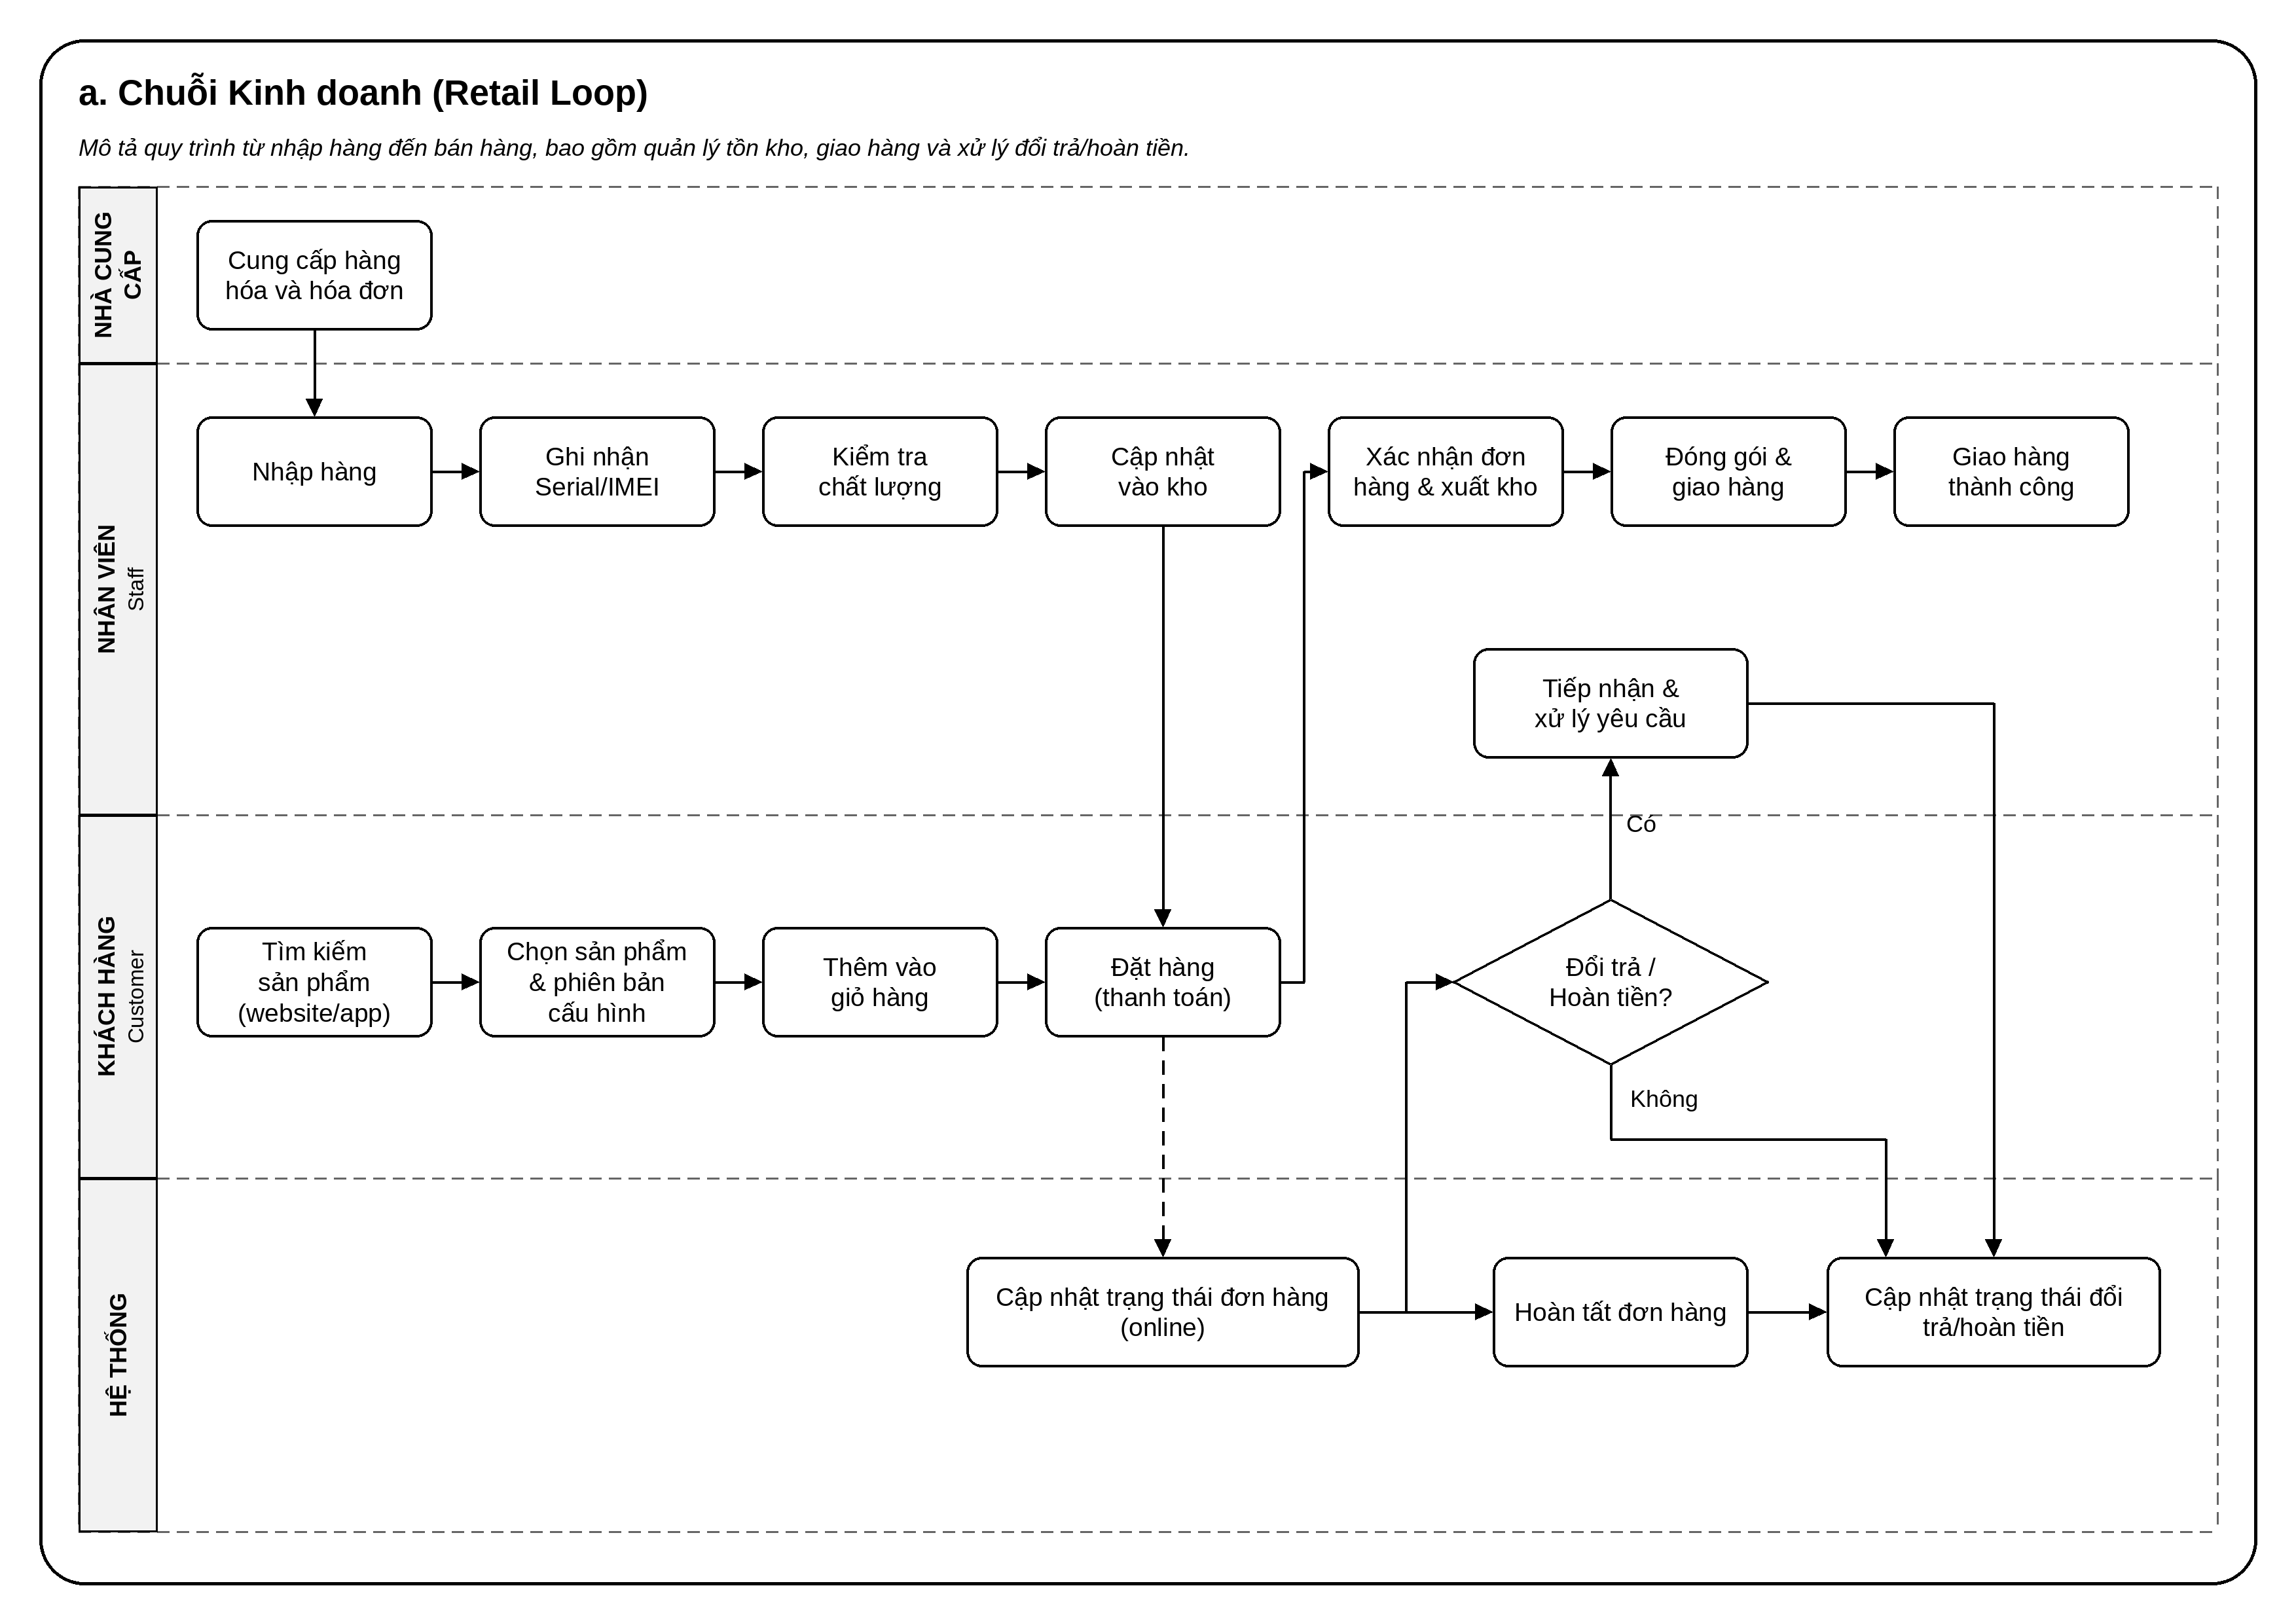 a. Chuỗi Kinh doanh (Retail Loop)
Mô tả quy trình từ nhập hàng đến bán hàng, bao gồm quản lý tồn kho, giao hàng và xử lý đổi trả/hoàn tiền.
NHÀ CUNG
CẤP
Cung cấp hàng
hóa và hóa đơn
NHÂN VIÊN
Staff
Nhập hàng
Ghi nhận
Serial/IMEI
Kiểm tra
chất lượng
Cập nhật
vào kho
Xác nhận đơn
hàng & xuất kho
Đóng gói &
giao hàng
Giao hàng
thành công
Tiếp nhận &
xử lý yêu cầu
Có
KHÁCH HÀNG
Customer
Tìm kiếm
sản phẩm
(website/app)
Chọn sản phẩm
& phiên bản
cấu hình
Thêm vào
giỏ hàng
Đặt hàng
(thanh toán)
Đổi trả /
Hoàn tiền?
Không
HỆ THỐNG
Cập nhật trạng thái đơn hàng
(online)
Hoàn tất đơn hàng
Cập nhật trạng thái đổi
trả/hoàn tiền